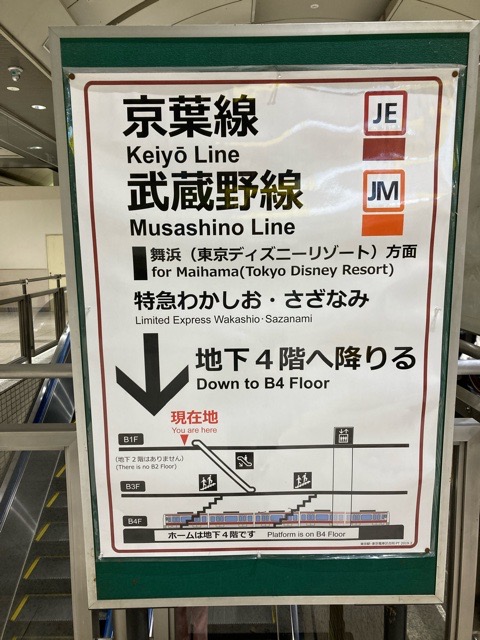 京葉線
JE
Keiyō Line
武蔵野線
JM
Musashino Line
舞浜（東京ディズニーリゾート）方面
for Maihama(Tokyo Disney Resort)
特急わかしお・さざなみ
Limited Express Wakashio・Sazanami
地下４階へ降りる
Down to B4 Floor
現在地
You are here
B1F
（地下２階はありません）
(There is no B2 Floor)
B3F
B4F
ホームは地下４階です Platform is on B4 Floor